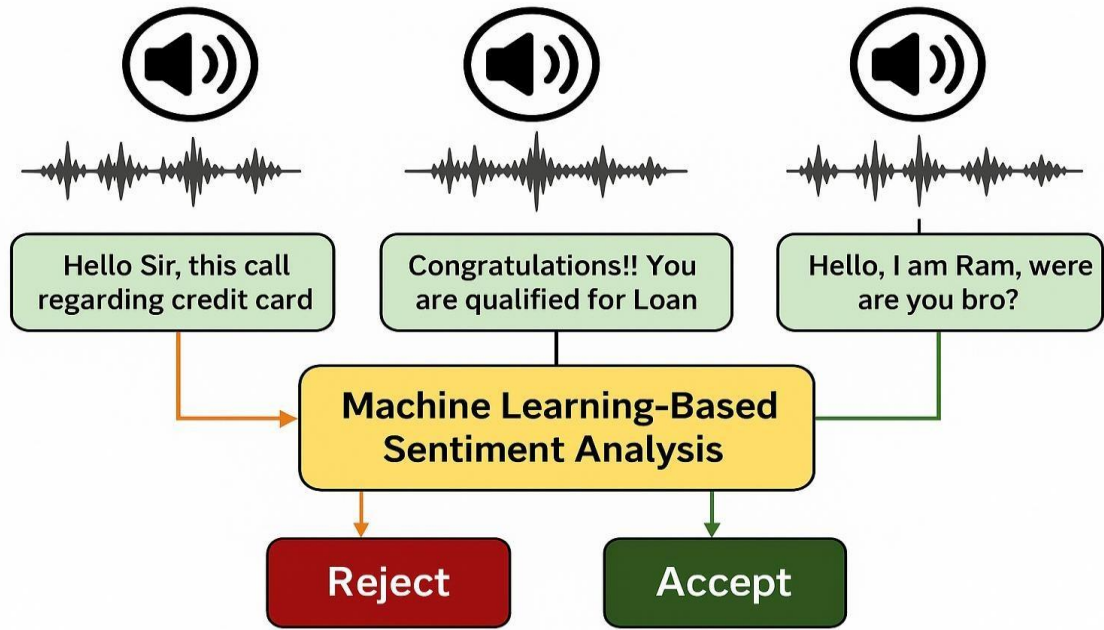 Hello Sir, this call
regarding credit card
Congratulations!! You
are qualified for Loan
Hello, I am Ram, were
are you bro?
Machine Learning-Based
Sentiment Analysis
Reject
Accept